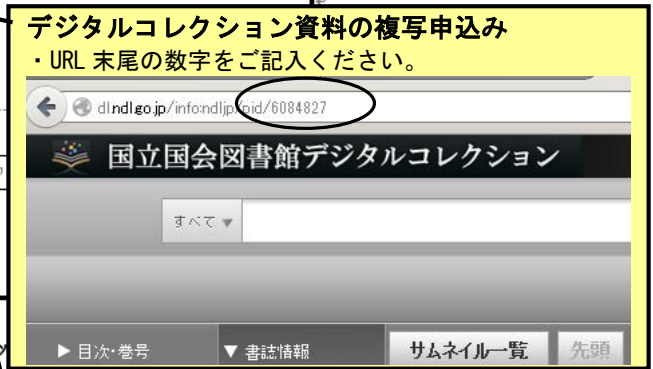 デジタルコレクション資料の複写申込み
・URL 末尾の数字をご記入ください。
dl.ndl.go.jp/info:ndljp/pid/6084827
国立国会図書館デジタルコレクション
すべて ▼
▶ 目次・巻号 ▼ 書誌情報 サムネイル一覧 先頭